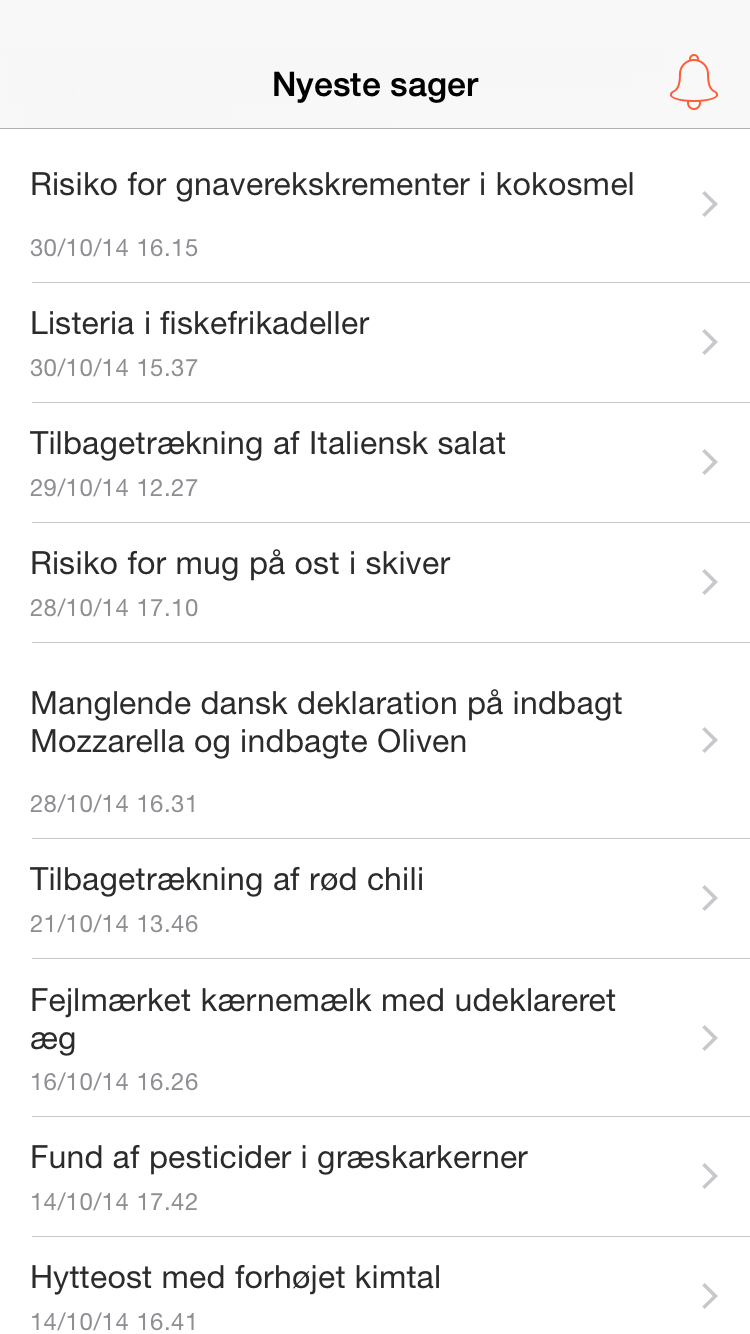 Nyeste sager
Risiko for gnaverekskrementer i kokosmel
30/10/14 16.15
Listeria i fiskefrikadeller
30/10/14 15.37
Tilbagetrækning af Italiensk salat
29/10/14 12.27
Risiko for mug på ost i skiver
28/10/14 17.10
Manglende dansk deklaration på indbagt
Mozzarella og indbagte Oliven
28/10/14 16.31
Tilbagetrækning af rød chili
21/10/14 13.46
Fejlmærket kærnemælk med udeklareret
æg
16/10/14 16.26
Fund af pesticider i græskarkerner
14/10/14 17.42
Hytteost med forhøjet kimtal
14/10/14 16.41